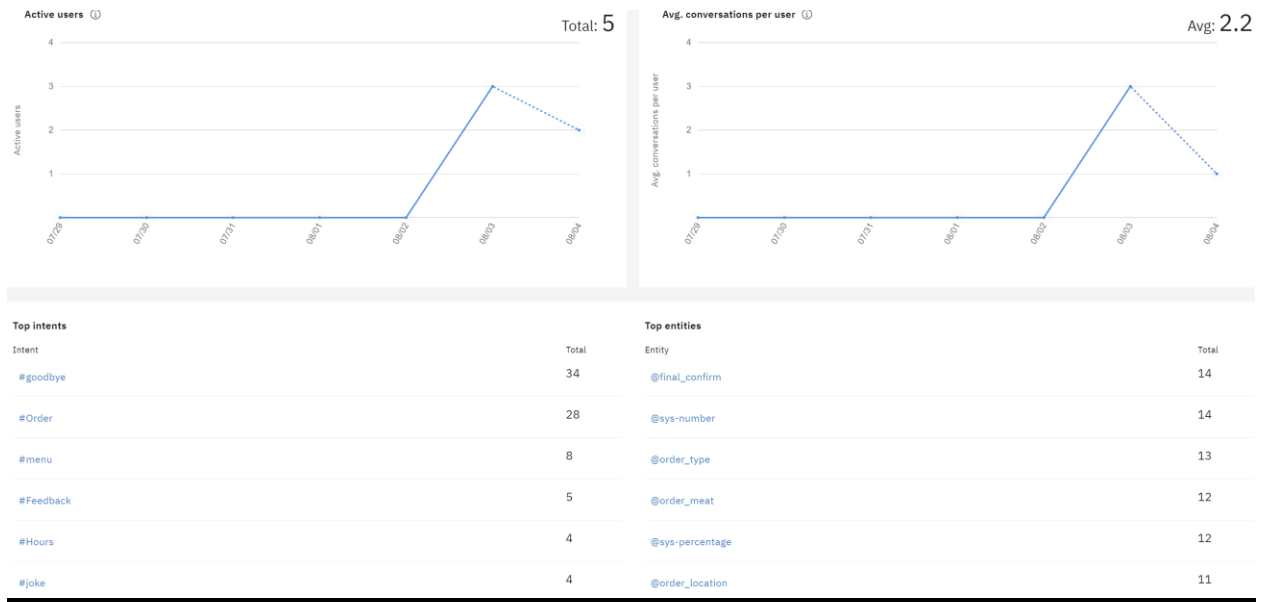 Active users
Total: 5
4
3
2
1
Active users
07/29
07/30
07/31
08/01
08/02
08/03
08/04
Avg. conversations per user
Avg: 2.2
4
3
2
1
Avg. conversations per user
07/29
07/30
07/31
08/01
08/02
08/03
08/04
Top intents
Intent Total
#goodbye 34
#Order 28
#menu 8
#Feedback 5
#Hours 4
#joke 4
Top entities
Entity Total
@final_confirm 14
@sys-number 14
@order_type 13
@order_meat 12
@sys-percentage 12
@order_location 11